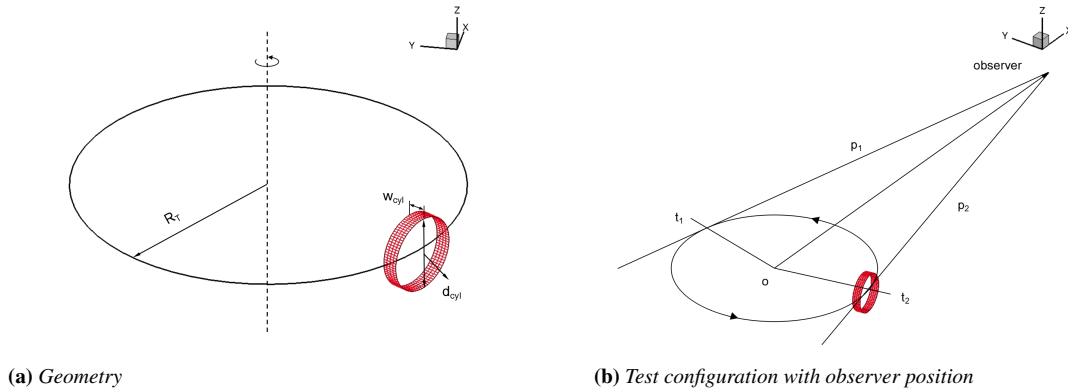 Z
X
Y
R_T
w_cyl
d_cyl
(a) Geometry
Z
Y
X
observer
p_1
p_2
t_1
o
t_2
(b) Test configuration with observer position